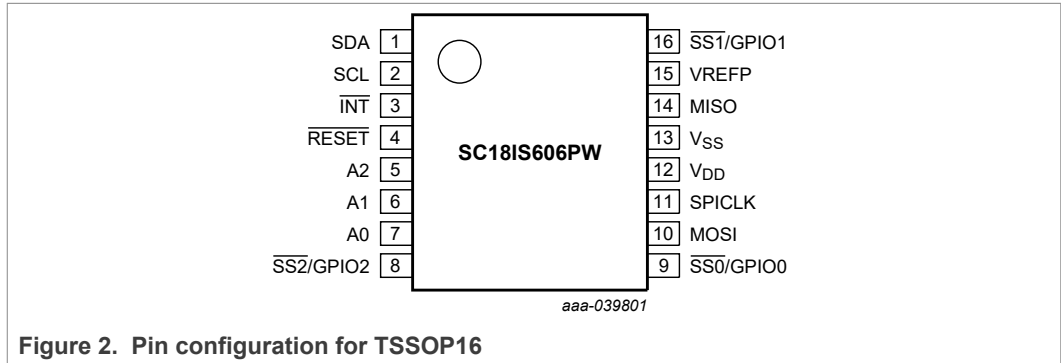 SDA 1
SCL 2
INT 3
RESET 4
A2 5
A1 6
A0 7
SS2/GPIO2 8
SC18IS606PW
16 SS1/GPIO1
15 VREFP
14 MISO
13 VSS
12 VDD
11 SPICLK
10 MOSI
9 SS0/GPIO0
aaa-039801
Figure 2. Pin configuration for TSSOP16